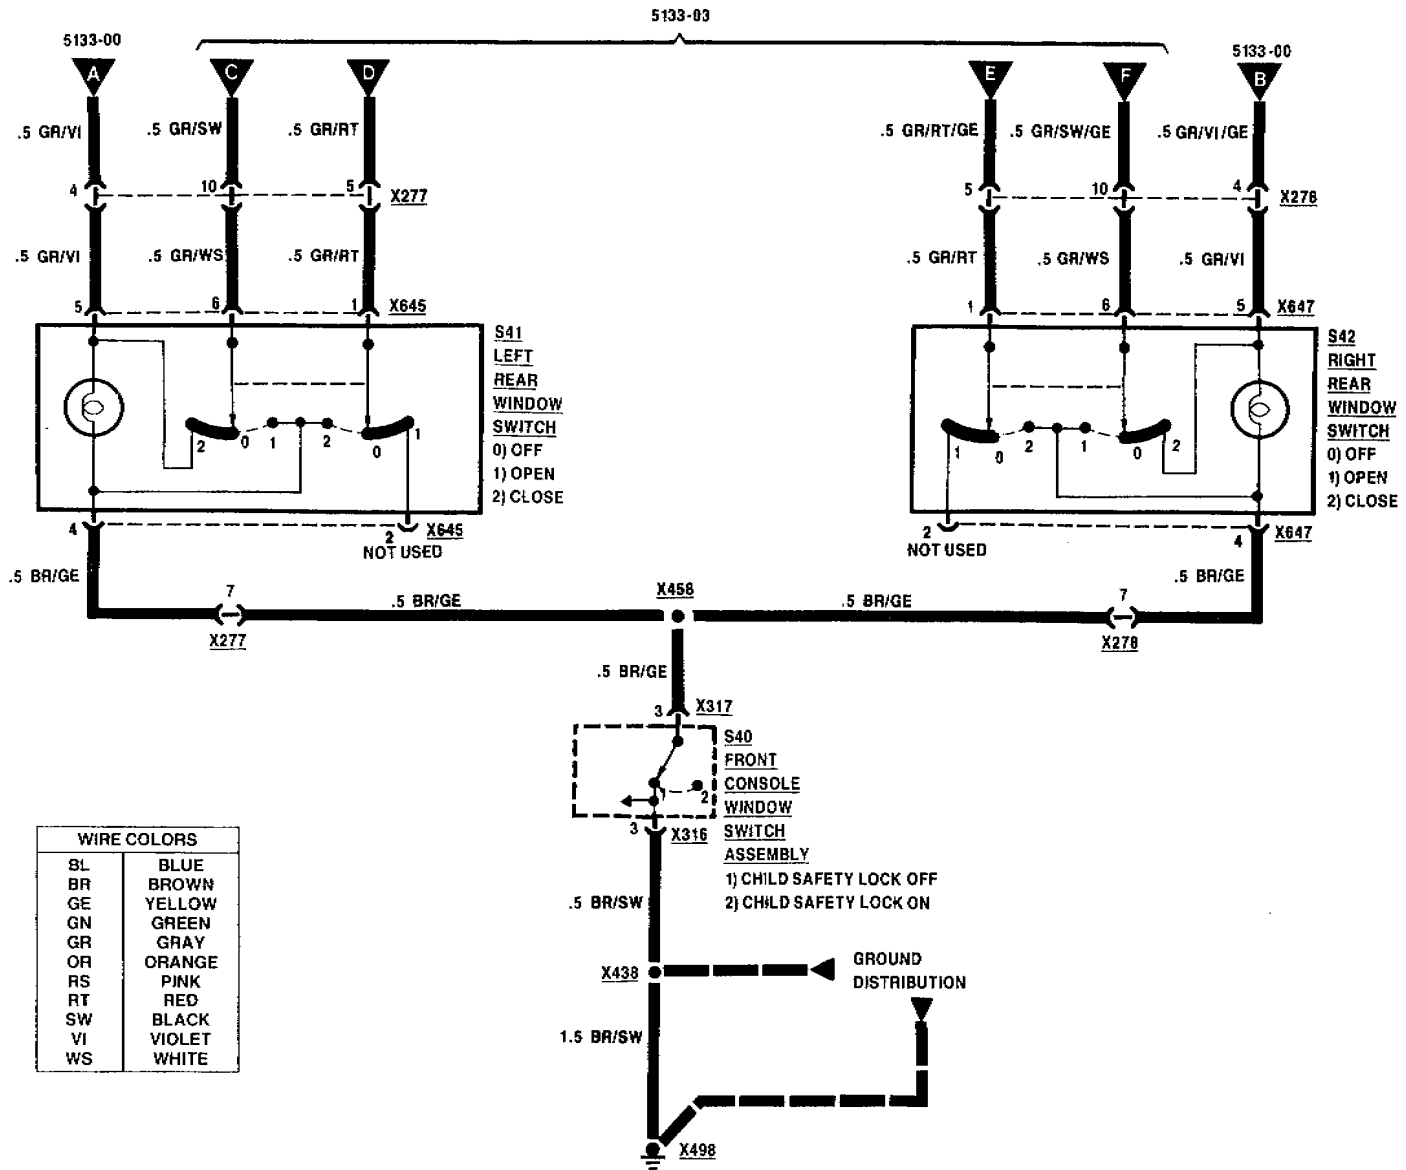 5133-03
5133-00
5133-00
A
C
D
E
F
B
.5 GR/VI
.5 GR/SW
.5 GR/RT
.5 GR/RT/GE
.5 GR/SW/GE
.5 GR/VI/GE
4
10
5
X277
5
10
4
X278
.5 GR/VI
.5 GR/WS
.5 GR/RT
.5 GR/RT
.5 GR/WS
.5 GR/VI
5
6
1
X645
1
6
5
X647
S41
LEFT
REAR
WINDOW
SWITCH
0) OFF
1) OPEN
2) CLOSE
2
0
1
2
0
1
S42
RIGHT
REAR
WINDOW
SWITCH
0) OFF
1) OPEN
2) CLOSE
1
0
2
1
0
2
4
2
X645
NOT USED
2
NOT USED
4
X647
.5 BR/GE
.5 BR/GE
7
X277
.5 BR/GE
X458
.5 BR/GE
7
X278
.5 BR/GE
3
X317
S40
FRONT
CONSOLE
WINDOW
SWITCH
ASSEMBLY
1) CHILD SAFETY LOCK OFF
2) CHILD SAFETY LOCK ON
2
3
X316
.5 BR/SW
X438
GROUND
DISTRIBUTION
1.5 BR/SW
X498
WIRE COLORS
BL BLUE
BR BROWN
GE YELLOW
GN GREEN
GR GRAY
OR ORANGE
RS PINK
RT RED
SW BLACK
VI VIOLET
WS WHITE